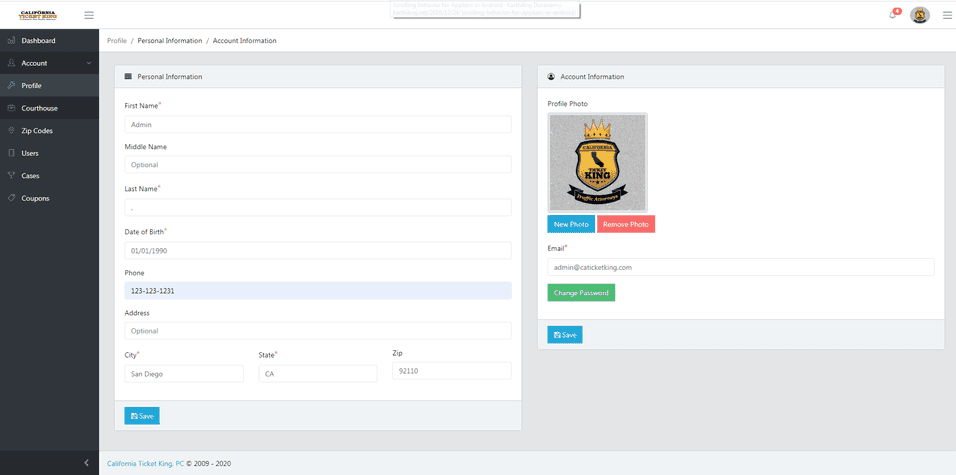 CALIFORNIA
TICKET KING
4
Dashboard
Account
Profile
Courthouse
Zip Codes
Users
Cases
Coupons
Profile / Personal Information / Account Information
Personal Information
First Name*
Admin
Middle Name
Optional
Last Name*
.
Date of Birth*
01/01/1990
Phone
123-123-1231
Address
Optional
City*
State*
Zip
San Diego
CA
92110
Save
Account Information
Profile Photo
CALIFORNIA
TICKET
KING
Traffic Attorneys
New Photo
Remove Photo
Email*
admin@caticketking.com
Change Password
Save
California Ticket King, PC © 2009 - 2020